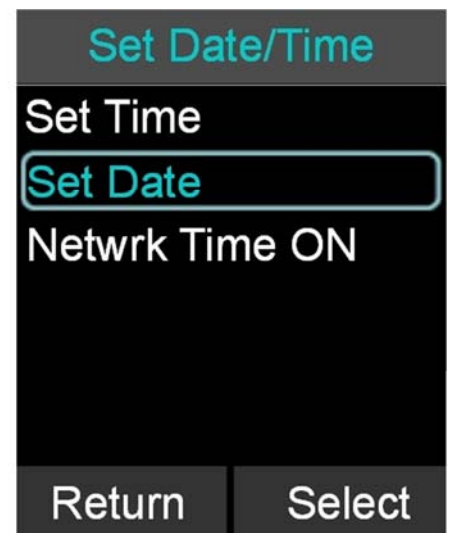 Set Date/Time
Set Time
Set Date
Netwrk Time ON
Return Select